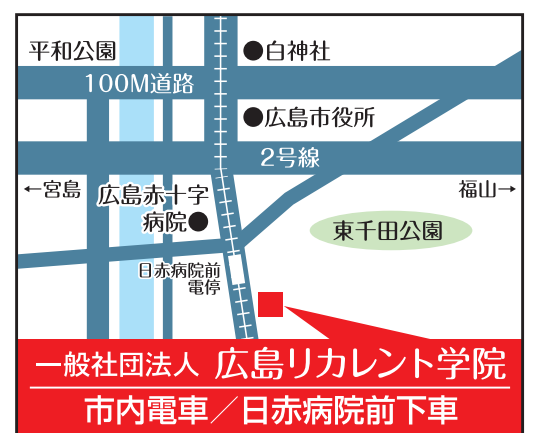 平和公園
●白神社
100M道路
●広島市役所
2号線
←宮島
福山→
広島赤十字
病院●
東千田公園
日赤病院前
電停
一般社団法人 広島リカレント学院
市内電車／日赤病院前下車